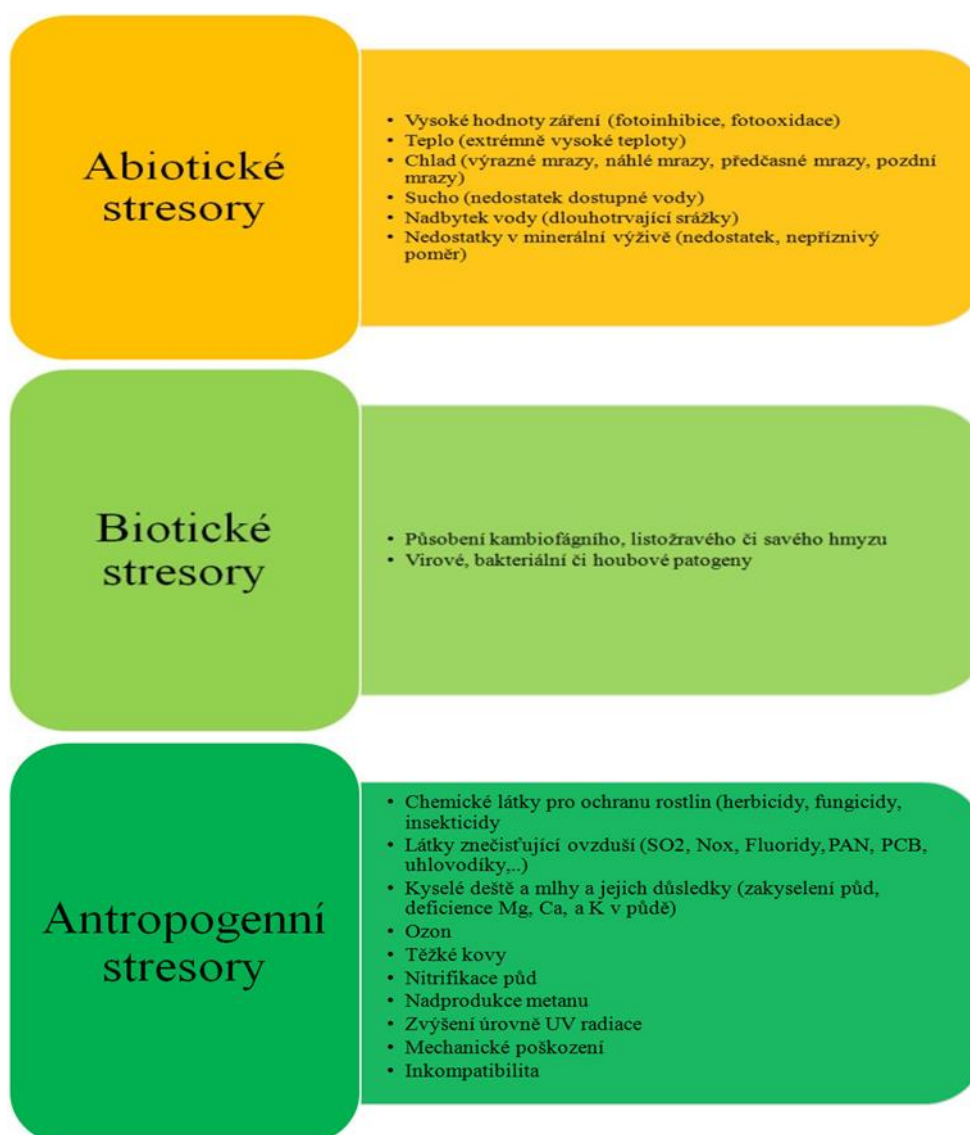 Abiotické
stresory
• Vysoké hodnoty záření (fotoinhibice, fotooxidace)
• Teplo (extrémně vysoké teploty)
• Chlad (výrazné mrazy, náhlé mrazy, předčasné mrazy, pozdní
mrazy)
• Sucho (nedostatek dostupné vody)
• Nadbytek vody (dlouhotrvající srážky)
• Nedostatky v minerální výživě (nedostatek, nepříznivý
poměr)
Biotické
stresory
• Působení kambiofágního, listožravého či savého hmyzu
• Virové, bakteriální či houbové patogeny
Antropogenní
stresory
• Chemické látky pro ochranu rostlin (herbicidy, fungicidy,
insekticidy
• Látky znečisťující ovzduší (SO2, Nox, Fluoridy, PAN, PCB,
uhlovodíky,..)
• Kyselé deště a mlhy a jejich důsledky (zakyselení půd,
deficience Mg, Ca, a K v půdě)
• Ozon
• Těžké kovy
• Nitrifikace půd
• Nadprodukce metanu
• Zvýšení úrovně UV radiace
• Mechanické poškození
• Inkompatibilita